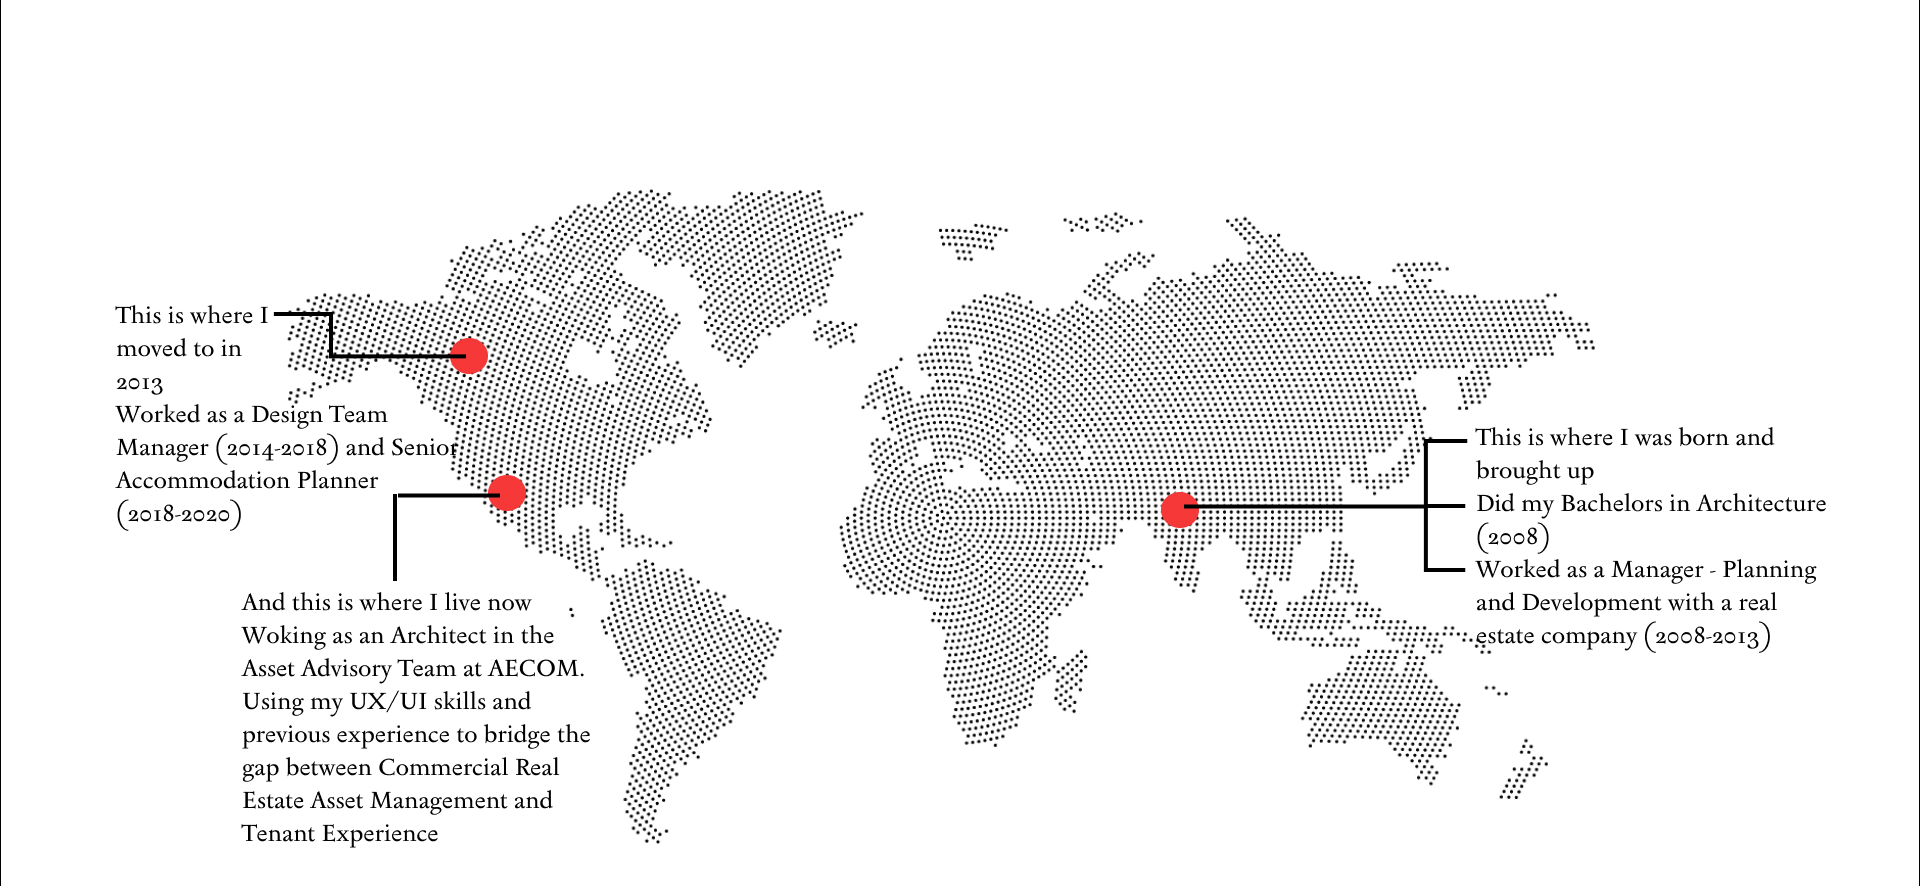 This is where I
moved to in
2013
Worked as a Design Team
Manager (2014-2018) and Senior
Accommodation Planner
(2018-2020)
And this is where I live now
Woking as an Architect in the
Asset Advisory Team at AECOM.
Using my UX/UI skills and
previous experience to bridge the
gap between Commercial Real
Estate Asset Management and
Tenant Experience
This is where I was born and
brought up
Did my Bachelors in Architecture
(2008)
Worked as a Manager - Planning
and Development with a real
estate company (2008-2013)